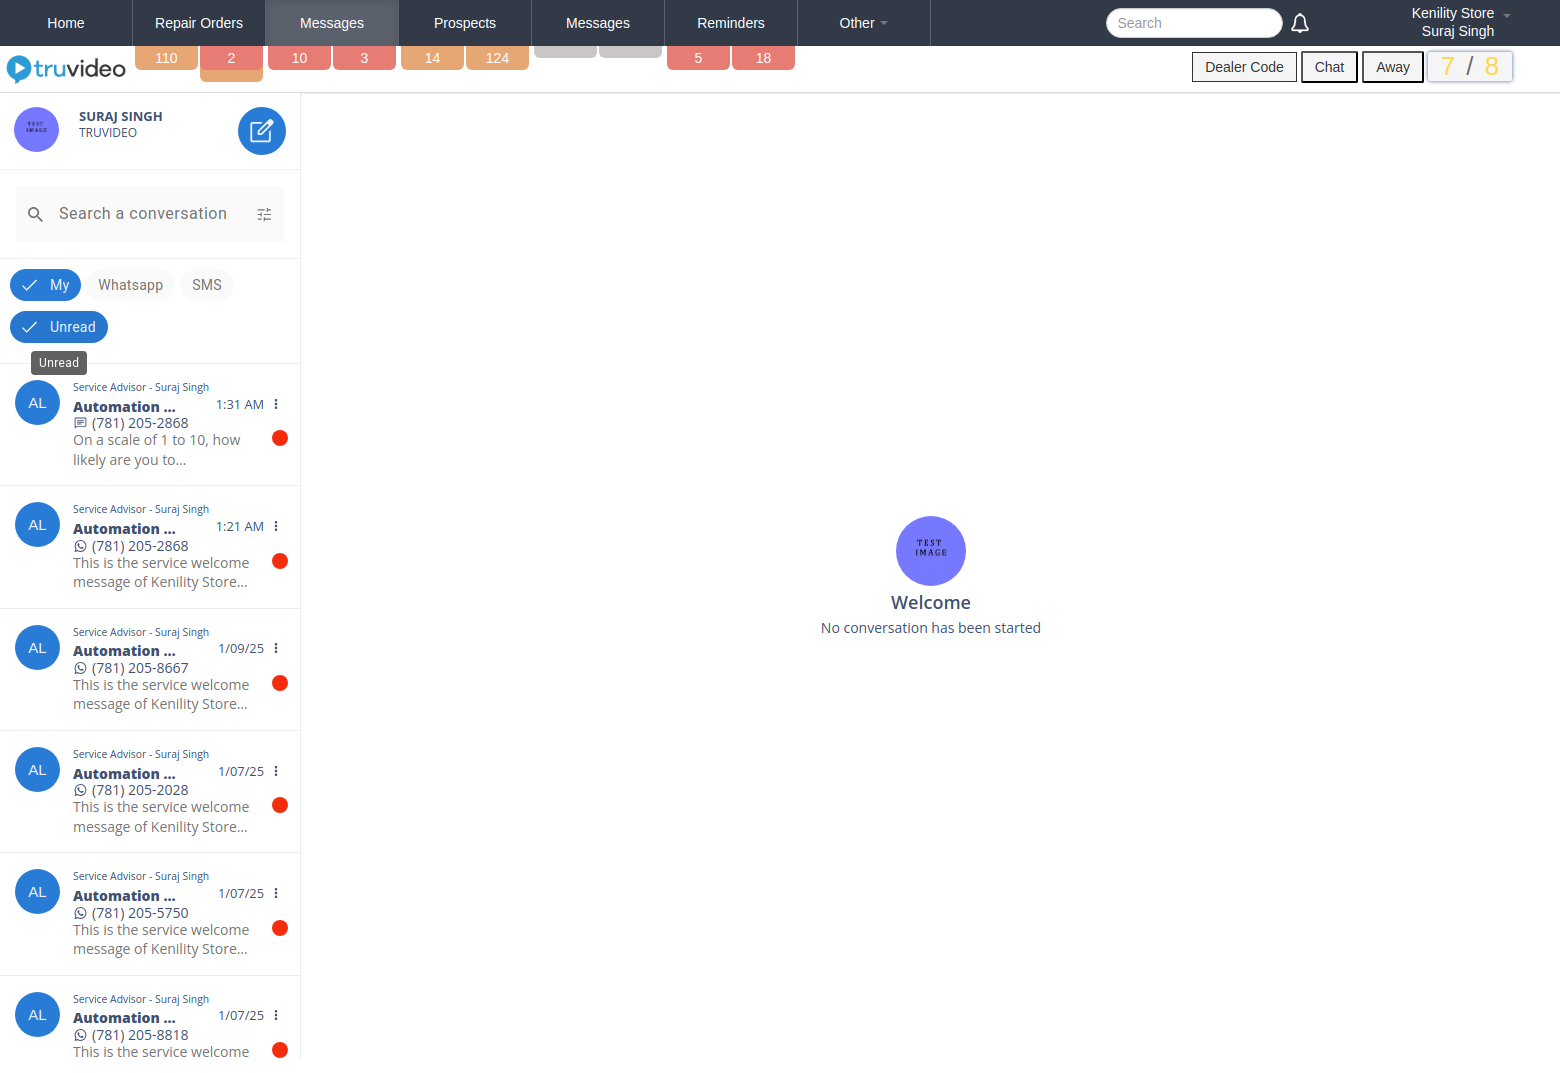 Home Repair Orders Messages Prospects Messages Reminders Other Search Kenility Store
Suraj Singh
truvideo 110 2 10 3 14 124 5 18 Dealer Code Chat Away 7 / 8
TEST
IMAGE
SURAJ SINGH
TRUVIDEO
Search a conversation
My Whatsapp SMS
Unread
Unread
AL Service Advisor - Suraj Singh
Automation ... 1:31 AM
(781) 205-2868
On a scale of 1 to 10, how
likely are you to...
AL Service Advisor - Suraj Singh
Automation ... 1:21 AM
(781) 205-2868
This is the service welcome
message of Kenility Store...
AL Service Advisor - Suraj Singh
Automation ... 1/09/25
(781) 205-8667
This is the service welcome
message of Kenility Store...
AL Service Advisor - Suraj Singh
Automation ... 1/07/25
(781) 205-2028
This is the service welcome
message of Kenility Store...
AL Service Advisor - Suraj Singh
Automation ... 1/07/25
(781) 205-5750
This is the service welcome
message of Kenility Store...
AL Service Advisor - Suraj Singh
Automation ... 1/07/25
(781) 205-8818
This is the service welcome
TEST
IMAGE
Welcome
No conversation has been started